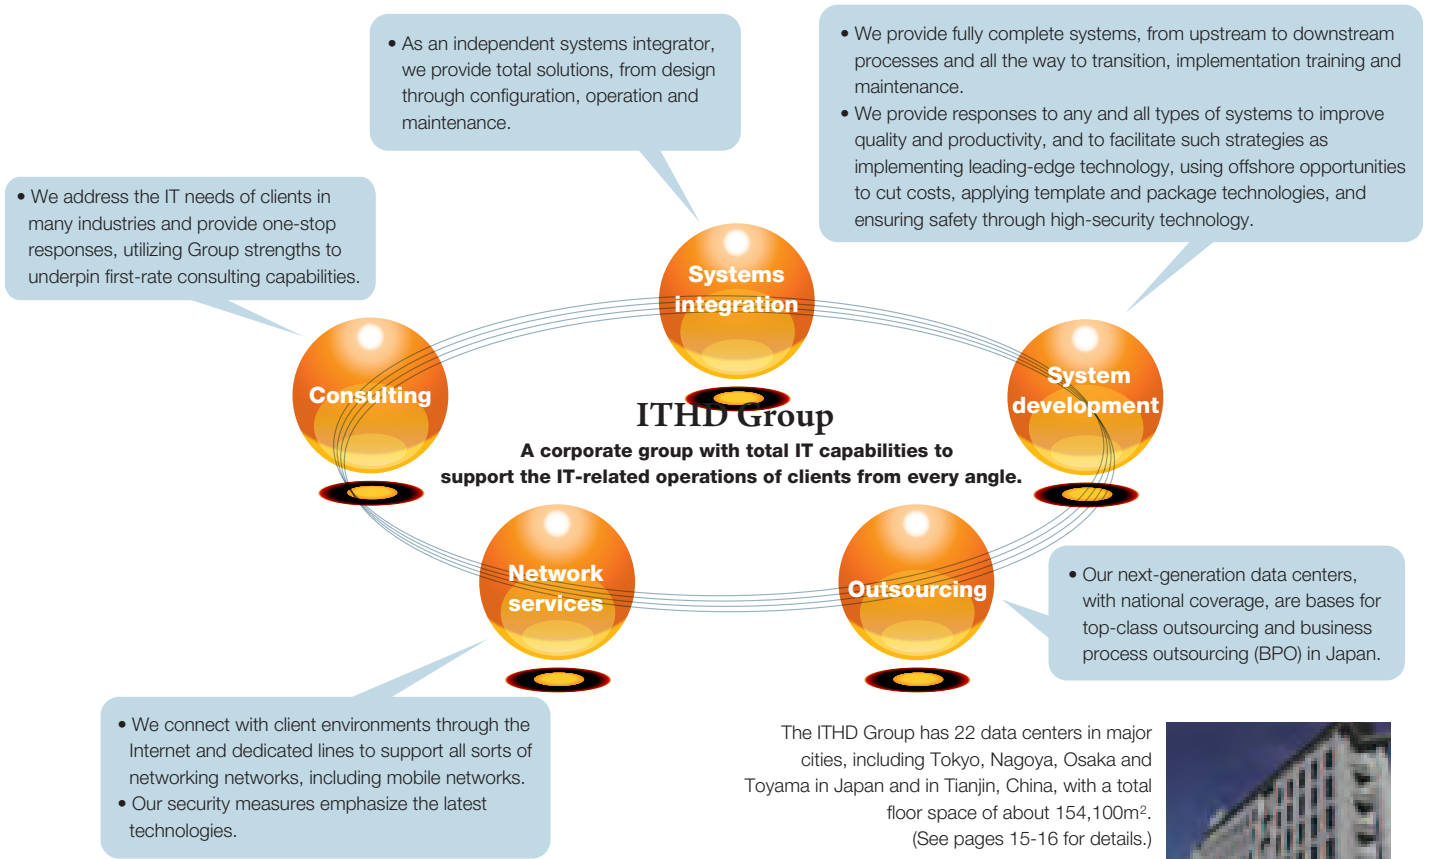 • As an independent systems integrator,
we provide total solutions, from design
through configuration, operation and
maintenance.
• We provide fully complete systems, from upstream to downstream
processes and all the way to transition, implementation training and
maintenance.
• We provide responses to any and all types of systems to improve
quality and productivity, and to facilitate such strategies as
implementing leading-edge technology, using offshore opportunities
to cut costs, applying template and package technologies, and
ensuring safety through high-security technology.
• We address the IT needs of clients in
many industries and provide one-stop
responses, utilizing Group strengths to
underpin first-rate consulting capabilities.
Systems
integration
Consulting
System
development
ITHD Group
A corporate group with total IT capabilities to
support the IT-related operations of clients from every angle.
Network
services
Outsourcing
• Our next-generation data centers,
with national coverage, are bases for
top-class outsourcing and business
process outsourcing (BPO) in Japan.
• We connect with client environments through the
Internet and dedicated lines to support all sorts of
networking networks, including mobile networks.
• Our security measures emphasize the latest
technologies.
The ITHD Group has 22 data centers in major
cities, including Tokyo, Nagoya, Osaka and
Toyama in Japan and in Tianjin, China, with a total
floor space of about 154,100m².
(See pages 15-16 for details.)